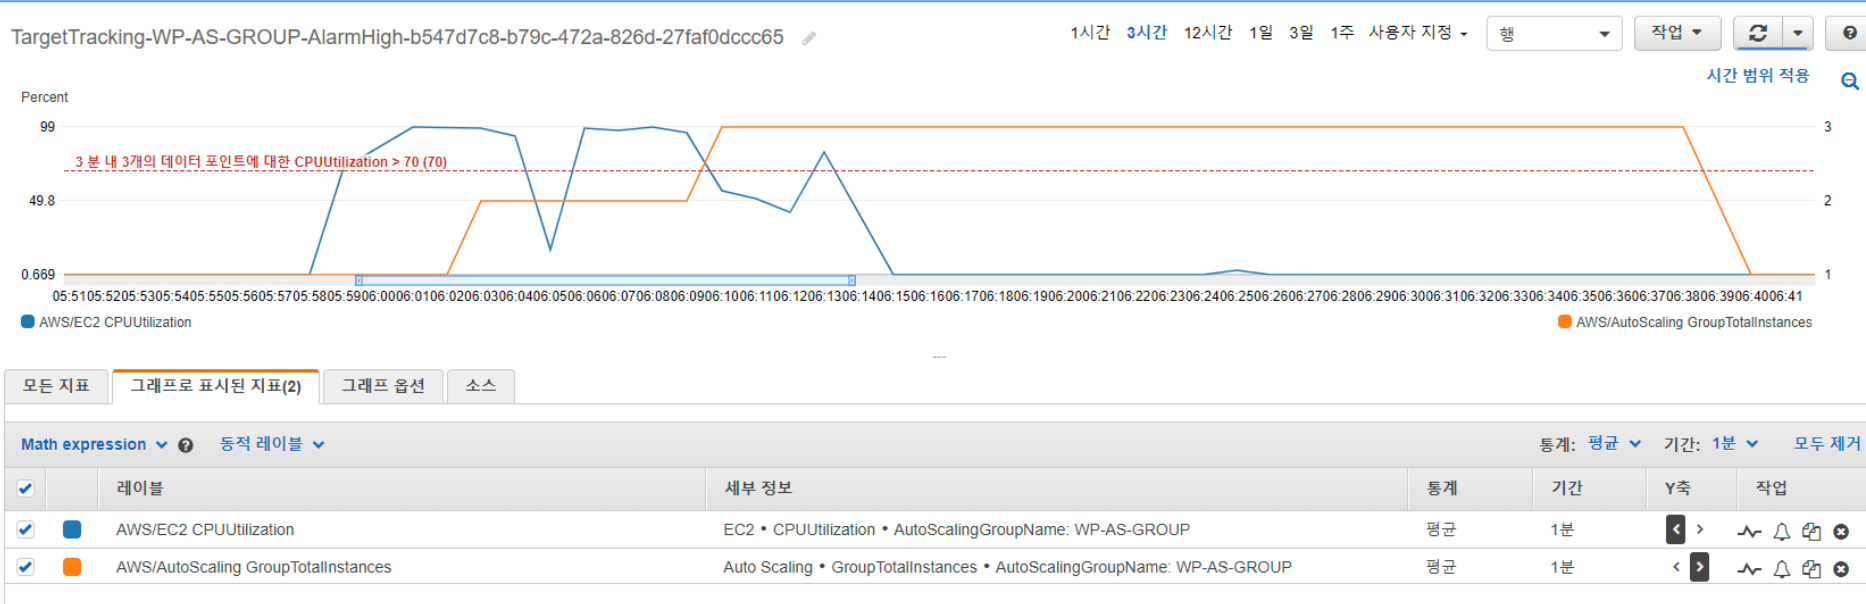 TargetTracking-WP-AS-GROUP-AlarmHigh-b547d7c8-b79c-472a-826d-27faf0dccc65
1시간 3시간 12시간 1일 3일 1주 사용자 지정
행
작업
시간 범위 적용
Percent
99
49.8
0.669
3 분 내 3개의 데이터 포인트에 대한 CPUUtilization > 70 (70)
3
2
1
05:51 05:52 05:53 05:54 05:55 05:56 05:57 05:58 05:59 06:00 06:01 06:02 06:03 06:04 06:05 06:06 06:07 06:08 06:09 06:10 06:11 06:12 06:13 06:14 06:15 06:16 06:17 06:18 06:19 06:20 06:21 06:22 06:23 06:24 06:25 06:26 06:27 06:28 06:29 06:30 06:31 06:32 06:33 06:34 06:35 06:36 06:37 06:38 06:39 06:40 06:41
AWS/EC2 CPUUtilization
AWS/AutoScaling GroupTotalInstances
모든 지표 그래프로 표시된 지표(2) 그래프 옵션 소스
Math expression 동적 레이블 통계: 평균 기간: 1분 모두 제거
레이블 세부 정보 통계 기간 Y축 작업
AWS/EC2 CPUUtilization EC2 • CPUUtilization • AutoScalingGroupName: WP-AS-GROUP 평균 1분
AWS/AutoScaling GroupTotalInstances Auto Scaling • GroupTotalInstances • AutoScalingGroupName: WP-AS-GROUP 평균 1분